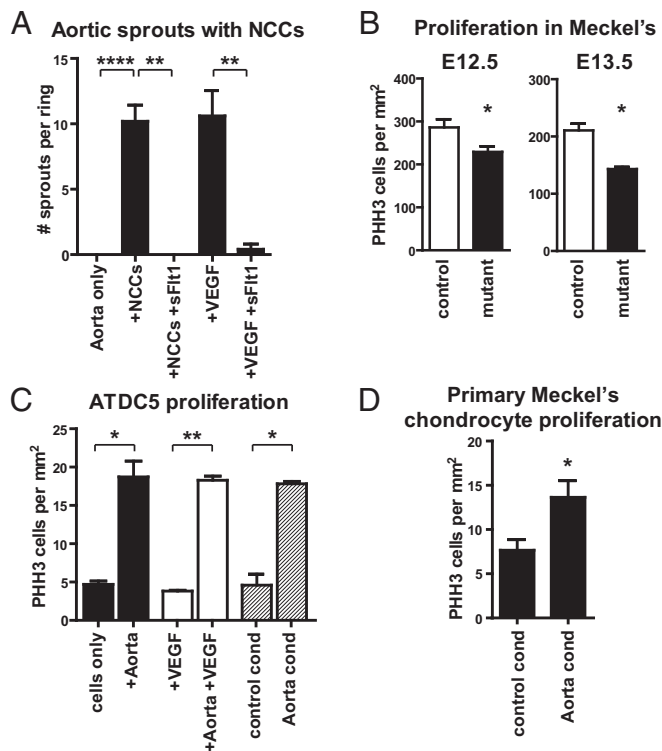 A
Aortic sprouts with NCCs
**** ** **
# sprouts per ring
15
10
5
0
Aorta only
+NCCs
+NCCs +sFlt1
+VEGF
+VEGF +sFlt1
B
Proliferation in Meckel's
E12.5
E13.5
PHH3 cells per mm2
400
300
200
100
0
*
control
mutant
300
200
100
0
*
control
mutant
C
ATDC5 proliferation
* ** *
PHH3 cells per mm2
25
20
15
10
5
0
cells only
+Aorta
+VEGF
+Aorta +VEGF
control cond
Aorta cond
D
Primary Meckel's
chondrocyte proliferation
PHH3 cells per mm2
20
15
10
5
0
*
control cond
Aorta cond